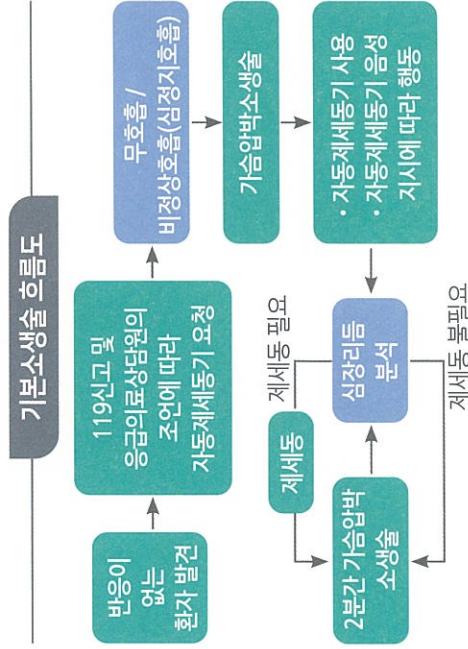 기본소생술 흐름도
반응이
없는
환자 발견
119신고 및
응급의료상담원의
조언에 따라
자동제세동기 요청
무호흡 /
비정상호흡(심정지호흡)
가슴압박소생술
• 자동제세동기 사용
• 자동제세동기 음성
지시에 따라 행동
심장리듬
분석
제세동 필요
제세동
제세동 불필요
2분간 가슴압박
소생술